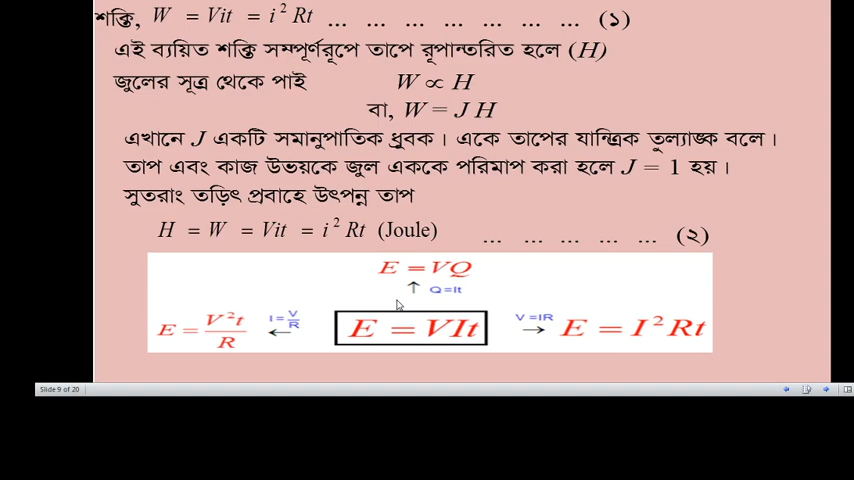 শক্তি, W = Vit = i² Rt ... ... ... ... ... ... ... (১)
এই ব্যয়িত শক্তি সম্পূর্ণরূপে তাপে রূপান্তরিত হলে (H)
জুলের সূত্র থেকে পাই W ∝ H
বা, W = J H
এখানে J একটি সমানুপাতিক ধ্রুবক। একে তাপের যান্ত্রিক তুল্যাঙ্ক বলে।
তাপ এবং কাজ উভয়কে জুল এককে পরিমাপ করা হলে J = 1 হয়।
সুতরাং তড়িৎ প্রবাহে উৎপন্ন তাপ
H = W = Vit = i² Rt (Joule) ... ... ... ... ... (২)
E = VQ
↑ Q=It
E = V²t/R ← I=V/R E = VIt V=IR → E = I²Rt
Slide 9 of 20